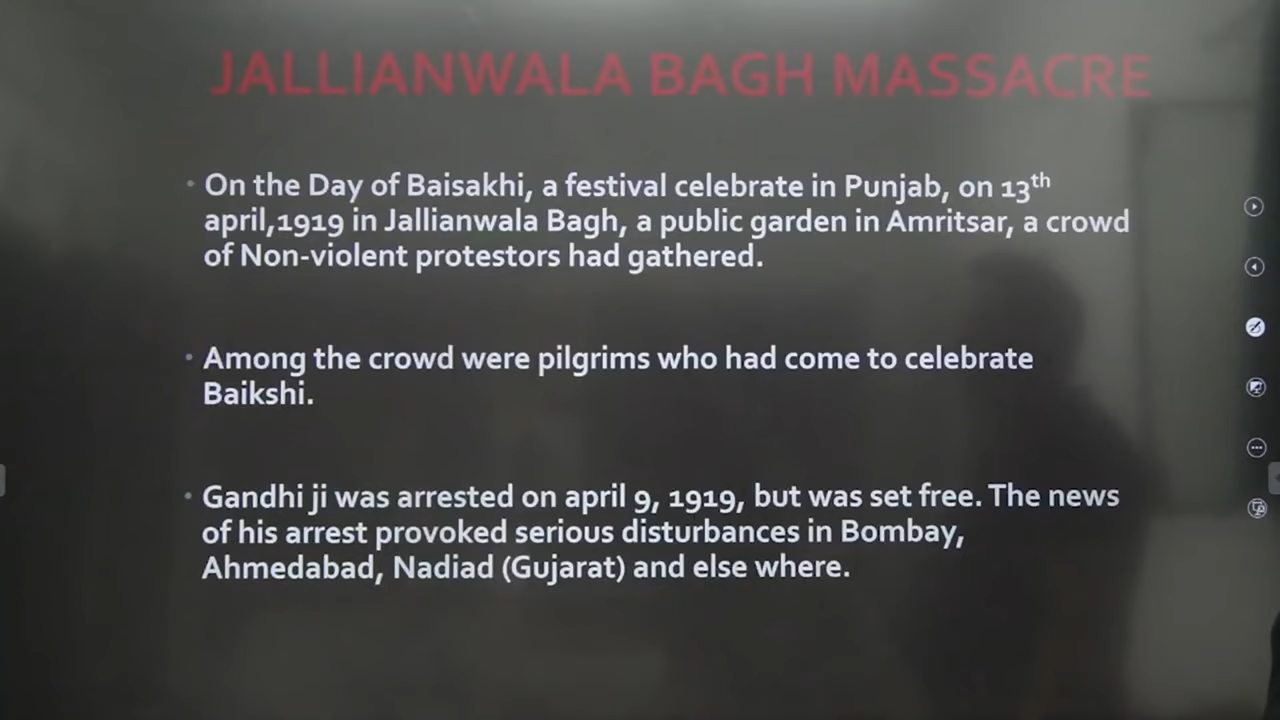 JALLIANWALA BAGH MASSACRE
• On the Day of Baisakhi, a festival celebrate in Punjab, on 13th
april,1919 in Jallianwala Bagh, a public garden in Amritsar, a crowd
of Non-violent protestors had gathered.
• Among the crowd were pilgrims who had come to celebrate
Baikshi.
• Gandhi ji was arrested on april 9, 1919, but was set free. The news
of his arrest provoked serious disturbances in Bombay,
Ahmedabad, Nadiad (Gujarat) and else where.